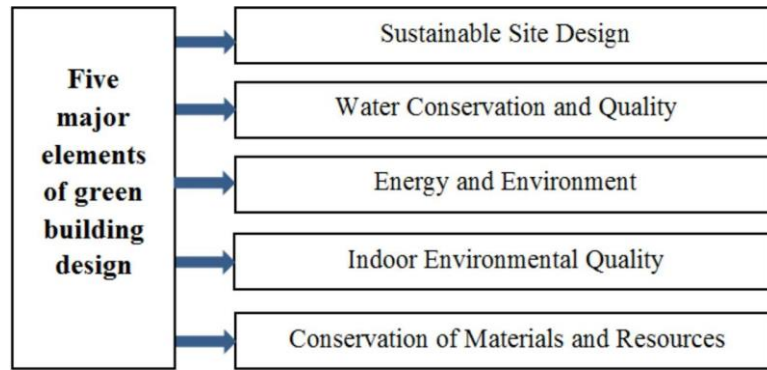 Five
major
elements
of green
building
design
Sustainable Site Design
Water Conservation and Quality
Energy and Environment
Indoor Environmental Quality
Conservation of Materials and Resources